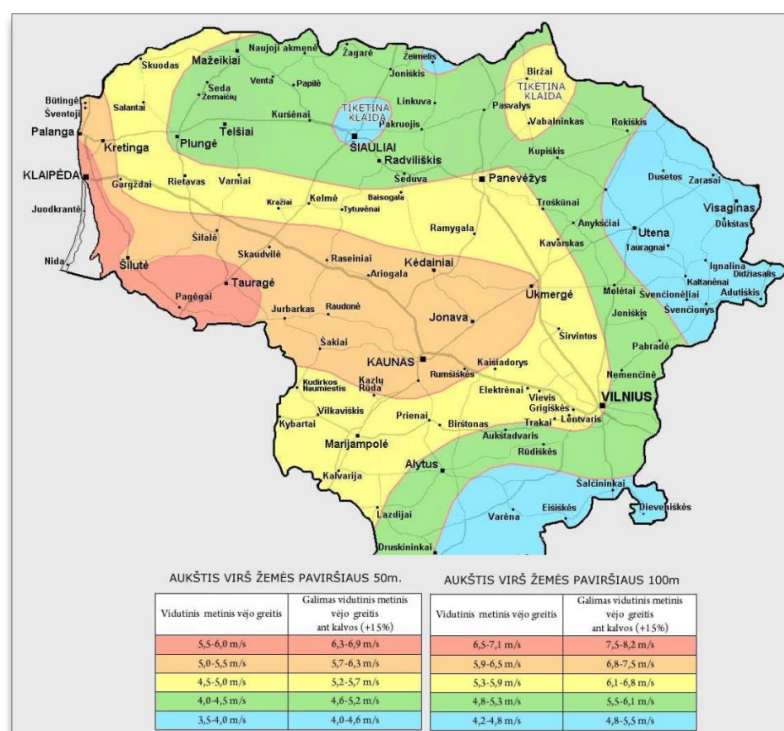 Naujoji akmenė
Žagarė
Žeimelis
Skuodas
Mažeikiai
Joniškis
Biržai
Seda
Venta
Papilė
TIKĖTINA
KLAIDA
Žemaičių
Būtingė
Šventoji
Salantai
TIKĖTINA
KLAIDA
Linkuva
Pasvalys
Kuršėnai
Pakruojis
Vabalninkas
Rokiškis
Palanga
Kretinga
Plungė
Telšiai
ŠIAULIAI
Radviliškis
Kupiškis
KLAIPĖDA
Gargždai
Rietavas
Varniai
Šeduva
Panevėžys
Dusetos
Zarasai
Juodkrantė
Kražiai
Kelmė
Baisogala
Tytuvėnai
Troškūnai
Anykščiai
Visaginas
Dūkštas
Šilalė
Ramygala
Kavarskas
Utena
Tauragnai
Nida
Šilutė
Skaudvilė
Raseiniai
Ariogala
Kėdainiai
Ignalina
Didžiasalis
Kaltanėnai
Adutiškis
Tauragė
Ukmergė
Molėtai
Švenčionėliai
Švenčionys
Pagėgai
Jurbarkas
Raudonė
Jonava
Joniškis
Šakiai
Širvintos
Pabradė
KAUNAS
Kaišiadorys
Rumšiškės
Nemenčinė
Kudirkos
Naumiestis
Kazlų
Rūda
Elektrėnai
Vievis
Grigiškės
VILNIUS
Kybartai
Vilkaviškis
Prienai
Birštonas
Trakai
Lentvaris
Marijampolė
Aukštadvaris
Rūdiškės
Kalvarija
Alytus
Šalčininkai
Lazdijai
Varėna
Eišiškės
Dieveniškės
Druskininkai
AUKŠTIS VIRŠ ŽEMĖS PAVIRŠIAUS 50m.
Vidutinis metinis vėjo greitis
Galimas vidutinis metinis
vėjo greitis
ant kalvos (+15%)
5,5-6,0 m/s
6,3-6,9 m/s
5,0-5,5 m/s
5,7-6,3 m/s
4,5-5,0 m/s
5,2-5,7 m/s
4,0-4,5 m/s
4,6-5,2 m/s
3,5-4,0 m/s
4,0-4,6 m/s
AUKŠTIS VIRŠ ŽEMĖS PAVIRŠIAUS 100m
Vidutinis metinis vėjo greitis
Galimas vidutinis metinis
vėjo greitis
ant kalvos (+15%)
6,5-7,1 m/s
7,5-8,2 m/s
5,9-6,5 m/s
6,8-7,5 m/s
5,3-5,9 m/s
6,1-6,8 m/s
4,8-5,3 m/s
5,5-6,1 m/s
4,2-4,8 m/s
4,8-5,5 m/s